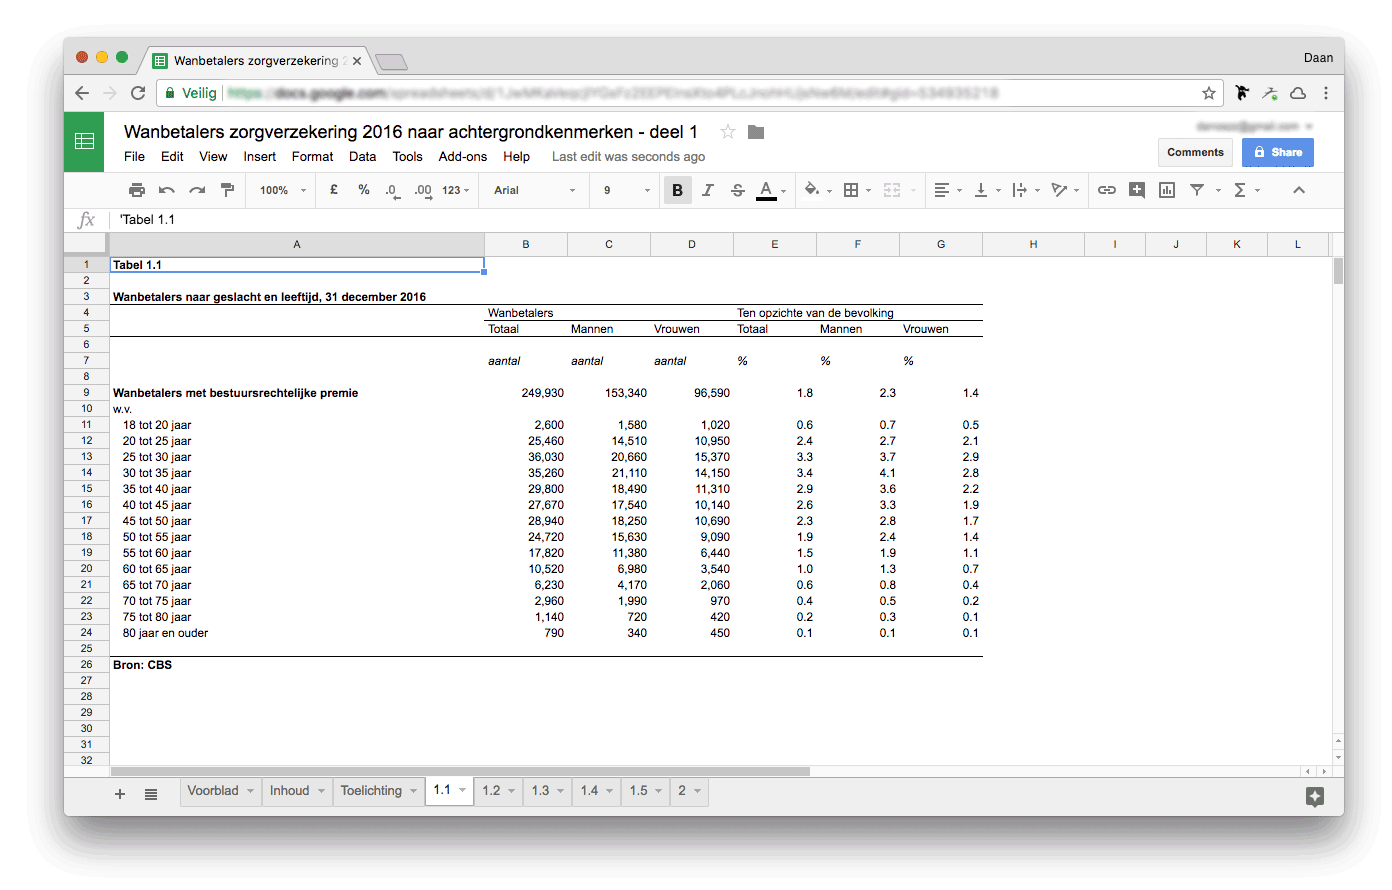 Wanbetalers zorgverzekering 2
Daan
Veilig
Wanbetalers zorgverzekering 2016 naar achtergrondkenmerken - deel 1
File Edit View Insert Format Data Tools Add-ons Help Last edit was seconds ago
Comments
Share
100% £ % .0 .00 123 Arial 9 B I S A Σ
fx 'Tabel 1.1
A B C D E F G H I J K L
1 Tabel 1.1
2
3 Wanbetalers naar geslacht en leeftijd, 31 december 2016
4 Wanbetalers Ten opzichte van de bevolking
5 Totaal Mannen Vrouwen Totaal Mannen Vrouwen
6
7 aantal aantal aantal % % %
8
9 Wanbetalers met bestuursrechtelijke premie 249,930 153,340 96,590 1.8 2.3 1.4
10 w.v.
11 18 tot 20 jaar 2,600 1,580 1,020 0.6 0.7 0.5
12 20 tot 25 jaar 25,460 14,510 10,950 2.4 2.7 2.1
13 25 tot 30 jaar 36,030 20,660 15,370 3.3 3.7 2.9
14 30 tot 35 jaar 35,260 21,110 14,150 3.4 4.1 2.8
15 35 tot 40 jaar 29,800 18,490 11,310 2.9 3.6 2.2
16 40 tot 45 jaar 27,670 17,540 10,140 2.6 3.3 1.9
17 45 tot 50 jaar 28,940 18,250 10,690 2.3 2.8 1.7
18 50 tot 55 jaar 24,720 15,630 9,090 1.9 2.4 1.4
19 55 tot 60 jaar 17,820 11,380 6,440 1.5 1.9 1.1
20 60 tot 65 jaar 10,520 6,980 3,540 1.0 1.3 0.7
21 65 tot 70 jaar 6,230 4,170 2,060 0.6 0.8 0.4
22 70 tot 75 jaar 2,960 1,990 970 0.4 0.5 0.2
23 75 tot 80 jaar 1,140 720 420 0.2 0.3 0.1
24 80 jaar en ouder 790 340 450 0.1 0.1 0.1
25
26 Bron: CBS
27
28
29
30
31
32
Voorblad Inhoud Toelichting 1.1 1.2 1.3 1.4 1.5 2